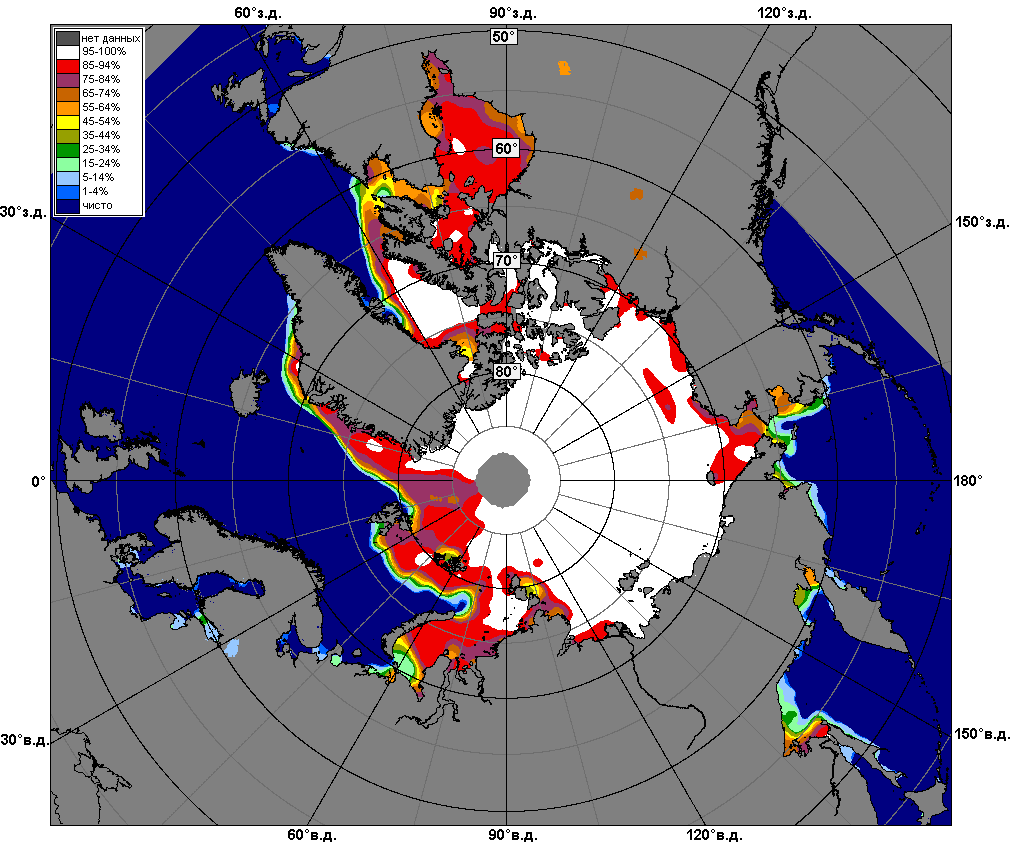 60°з.д.
90°з.д.
120°з.д.
50°
нет данных
95-100%
85-94%
75-84%
65-74%
55-64%
45-54%
35-44%
25-34%
15-24%
5-14%
1-4%
чисто
60°
30°з.д.
150°з.д.
70°
80°
0°
180°
30°в.д.
150°в.д.
60°в.д.
90°в.д.
120°в.д.